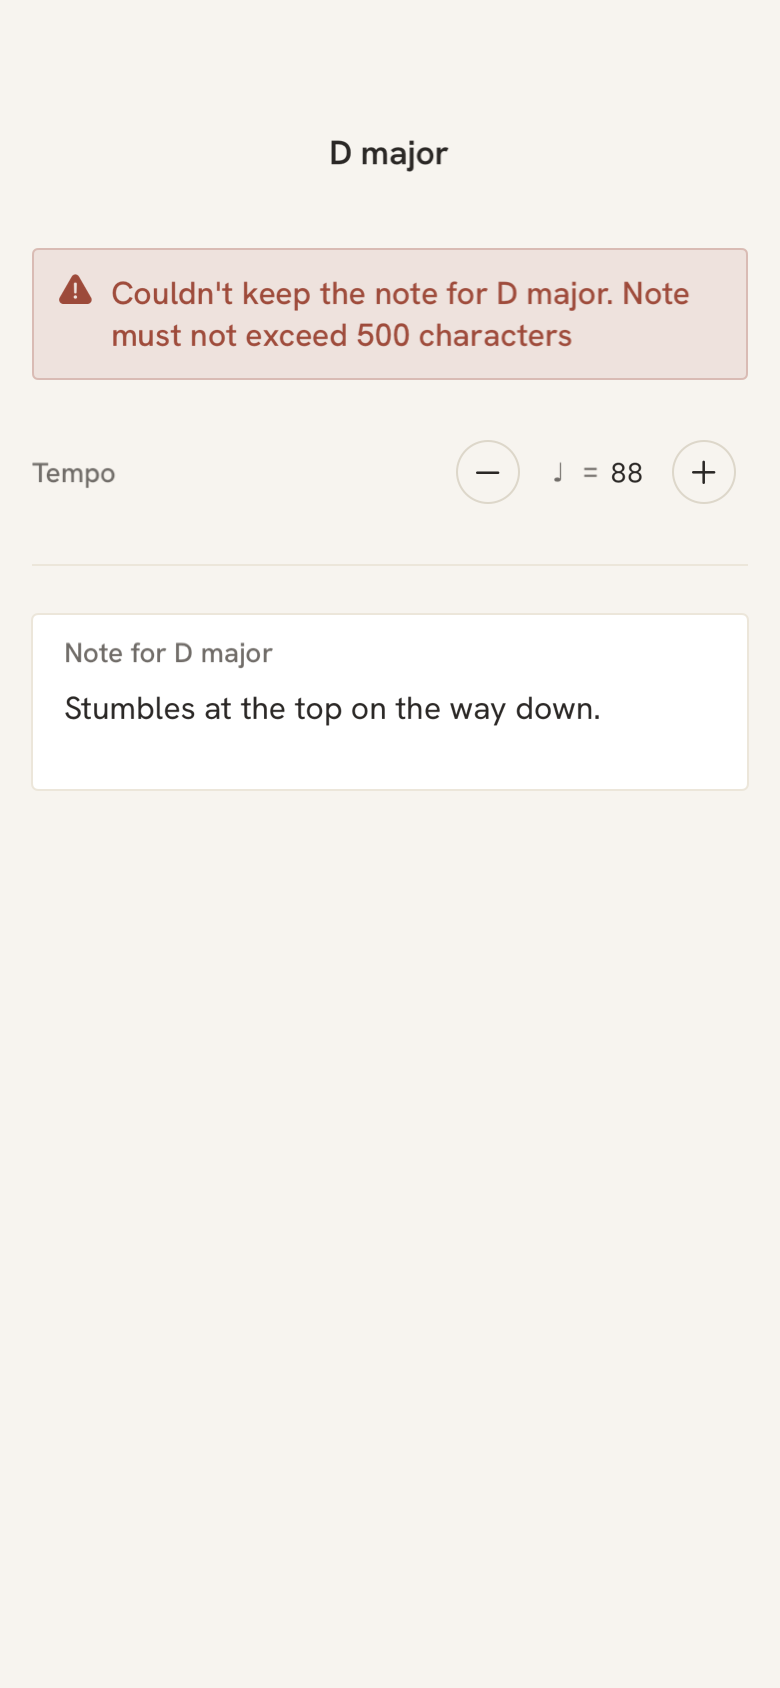 D major
Couldn't keep the note for D major. Note
must not exceed 500 characters
Tempo
♩ = 88
Note for D major
Stumbles at the top on the way down.